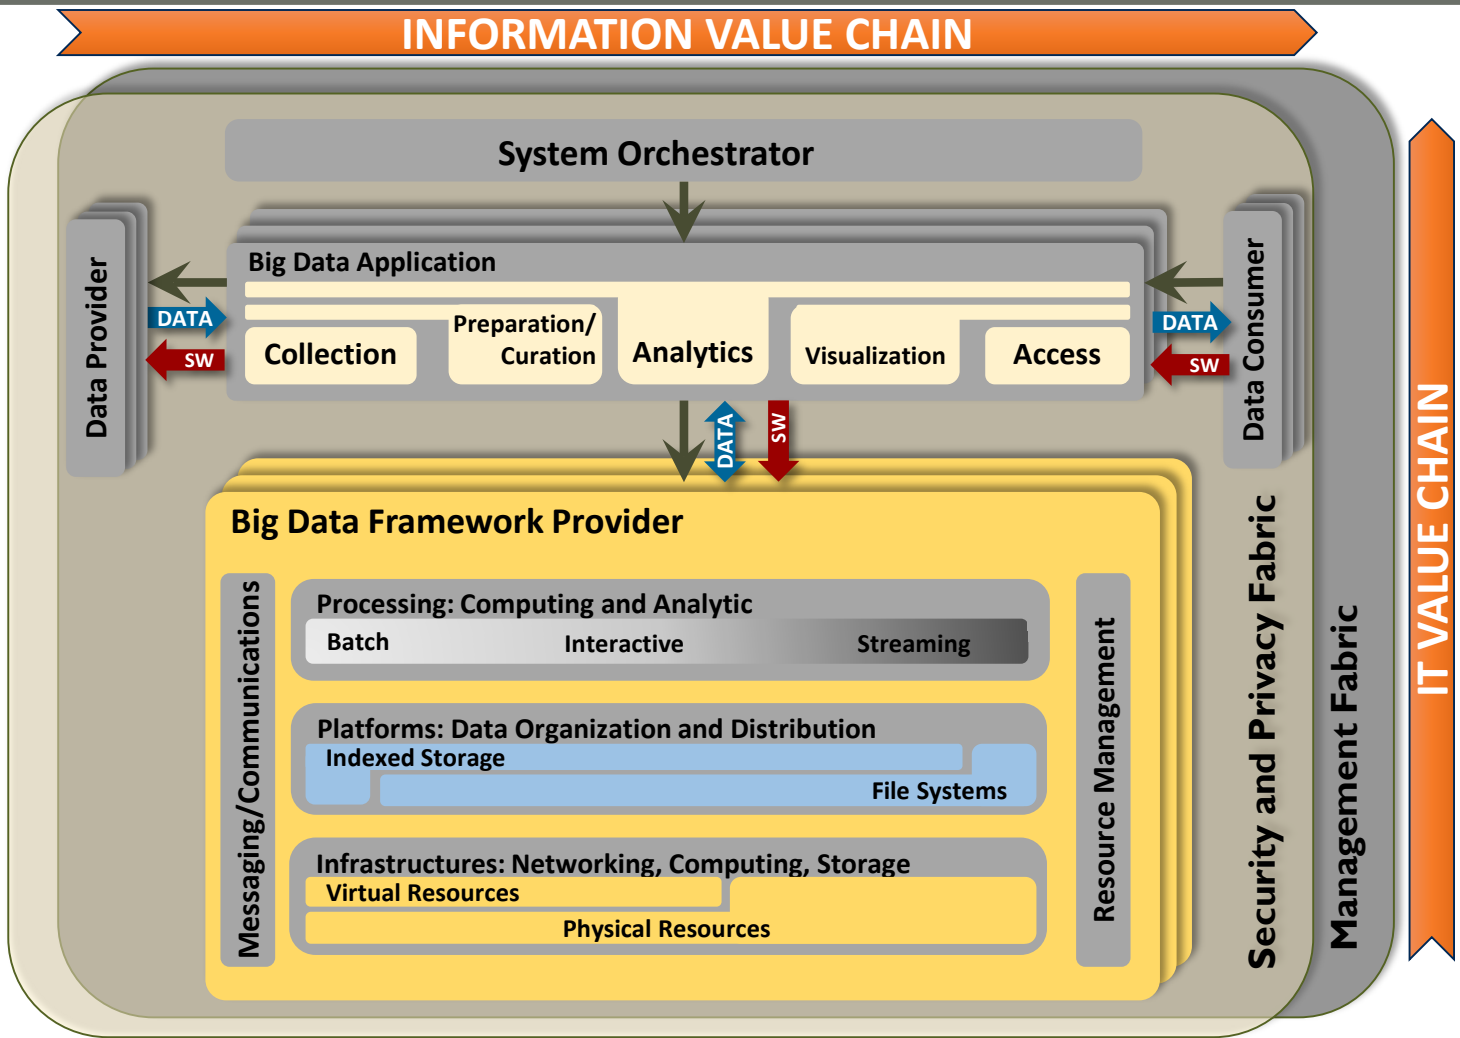 INFORMATION VALUE CHAIN
System Orchestrator
Data Provider
DATA
SW
Big Data Application
Collection
Preparation/
Curation
Analytics
Visualization
Access
DATA
SW
Data Consumer
DATA
SW
Big Data Framework Provider
Messaging/Communications
Processing: Computing and Analytic
Batch
Interactive
Streaming
Platforms: Data Organization and Distribution
Indexed Storage
File Systems
Infrastructures: Networking, Computing, Storage
Virtual Resources
Physical Resources
Resource Management
Security and Privacy Fabric
Management Fabric
IT VALUE CHAIN